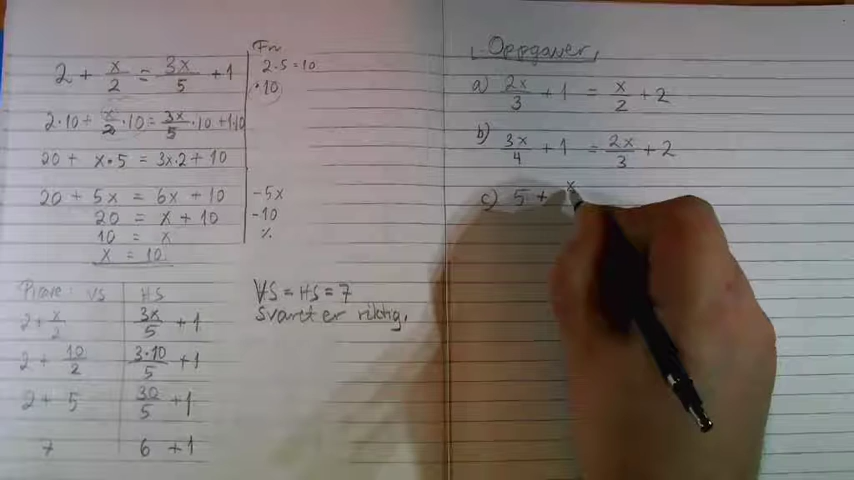 2 + x/2 = 3x/5 + 1
2·5=10
·10
2·10 + x/2·10 = 3x/5·10 + 1·10
20 + x·5 = 3x·2 + 10
20 + 5x = 6x + 10 -5x
20 = x + 10 -10
10 = x %
x = 10
Prøve: VS HS
2 + x/2 3x/5 + 1
2 + 10/2 3·10/5 + 1
2 + 5 30/5 + 1
7 6 + 1
VS = HS = 7
Svaret er riktig.
Oppgaver
a) 2x/3 + 1 = x/2 + 2
b) 3x/4 + 1 = 2x/3 + 2
c) 5 + x